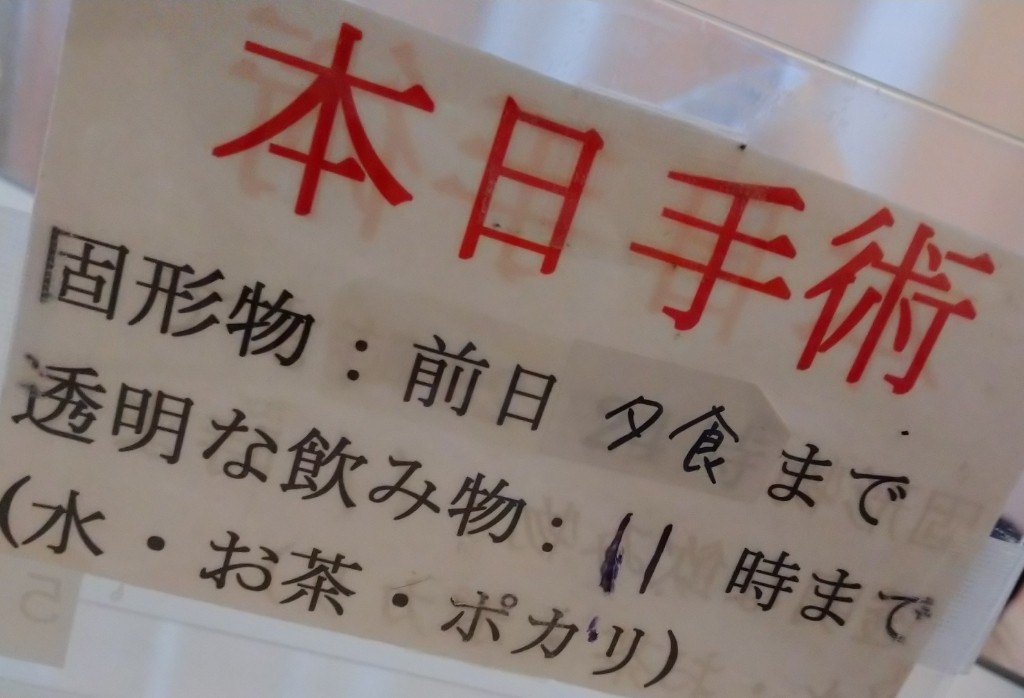 本日手術
固形物：前日 夕食 まで
透明な飲み物：11 時まで
(水・お茶・ポカリ)